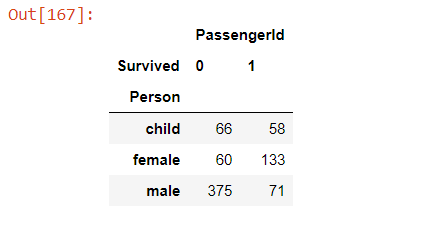 Out[167]:
PassengerId
Survived 0 1
Person
child 66 58
female 60 133
male 375 71